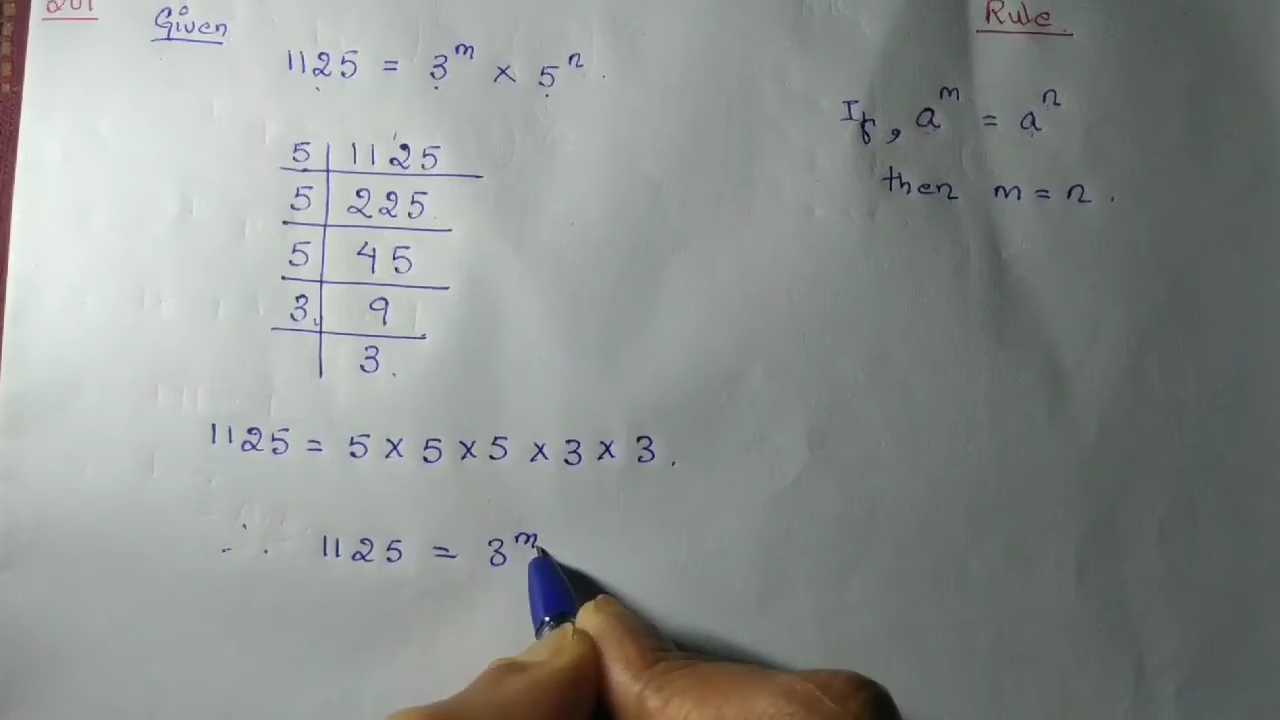 Given
Rule
1125 = 3^m × 5^n.
If, a^m = a^n
then m = n.
5 | 1125
5 | 225
5 | 45
3 | 9
| 3.
1125 = 5 × 5 × 5 × 3 × 3.
∴ 1125 = 3^m